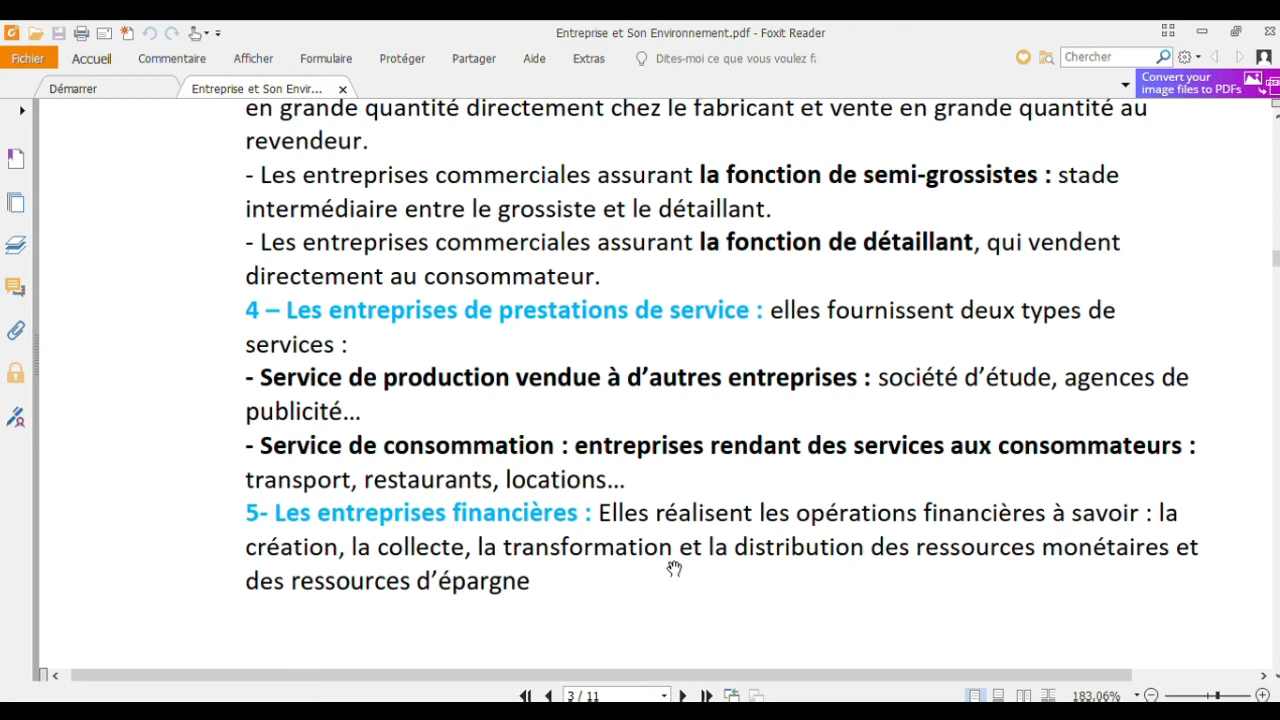 Entreprise et Son Environnement.pdf - Foxit Reader
Fichier Accueil Commentaire Afficher Formulaire Protéger Partager Aide Extras Dites-moi ce que vous voulez f. Chercher
Démarrer Entreprise et Son Envir... Convert your
image files to PDFs
en grande quantité directement chez le fabricant et vente en grande quantité au
revendeur.
- Les entreprises commerciales assurant la fonction de semi-grossistes : stade
intermédiaire entre le grossiste et le détaillant.
- Les entreprises commerciales assurant la fonction de détaillant, qui vendent
directement au consommateur.
4 – Les entreprises de prestations de service : elles fournissent deux types de
services :
- Service de production vendue à d’autres entreprises : société d’étude, agences de
publicité...
- Service de consommation : entreprises rendant des services aux consommateurs :
transport, restaurants, locations...
5- Les entreprises financières : Elles réalisent les opérations financières à savoir : la
création, la collecte, la transformation et la distribution des ressources monétaires et
des ressources d’épargne
3 / 11 183,06%